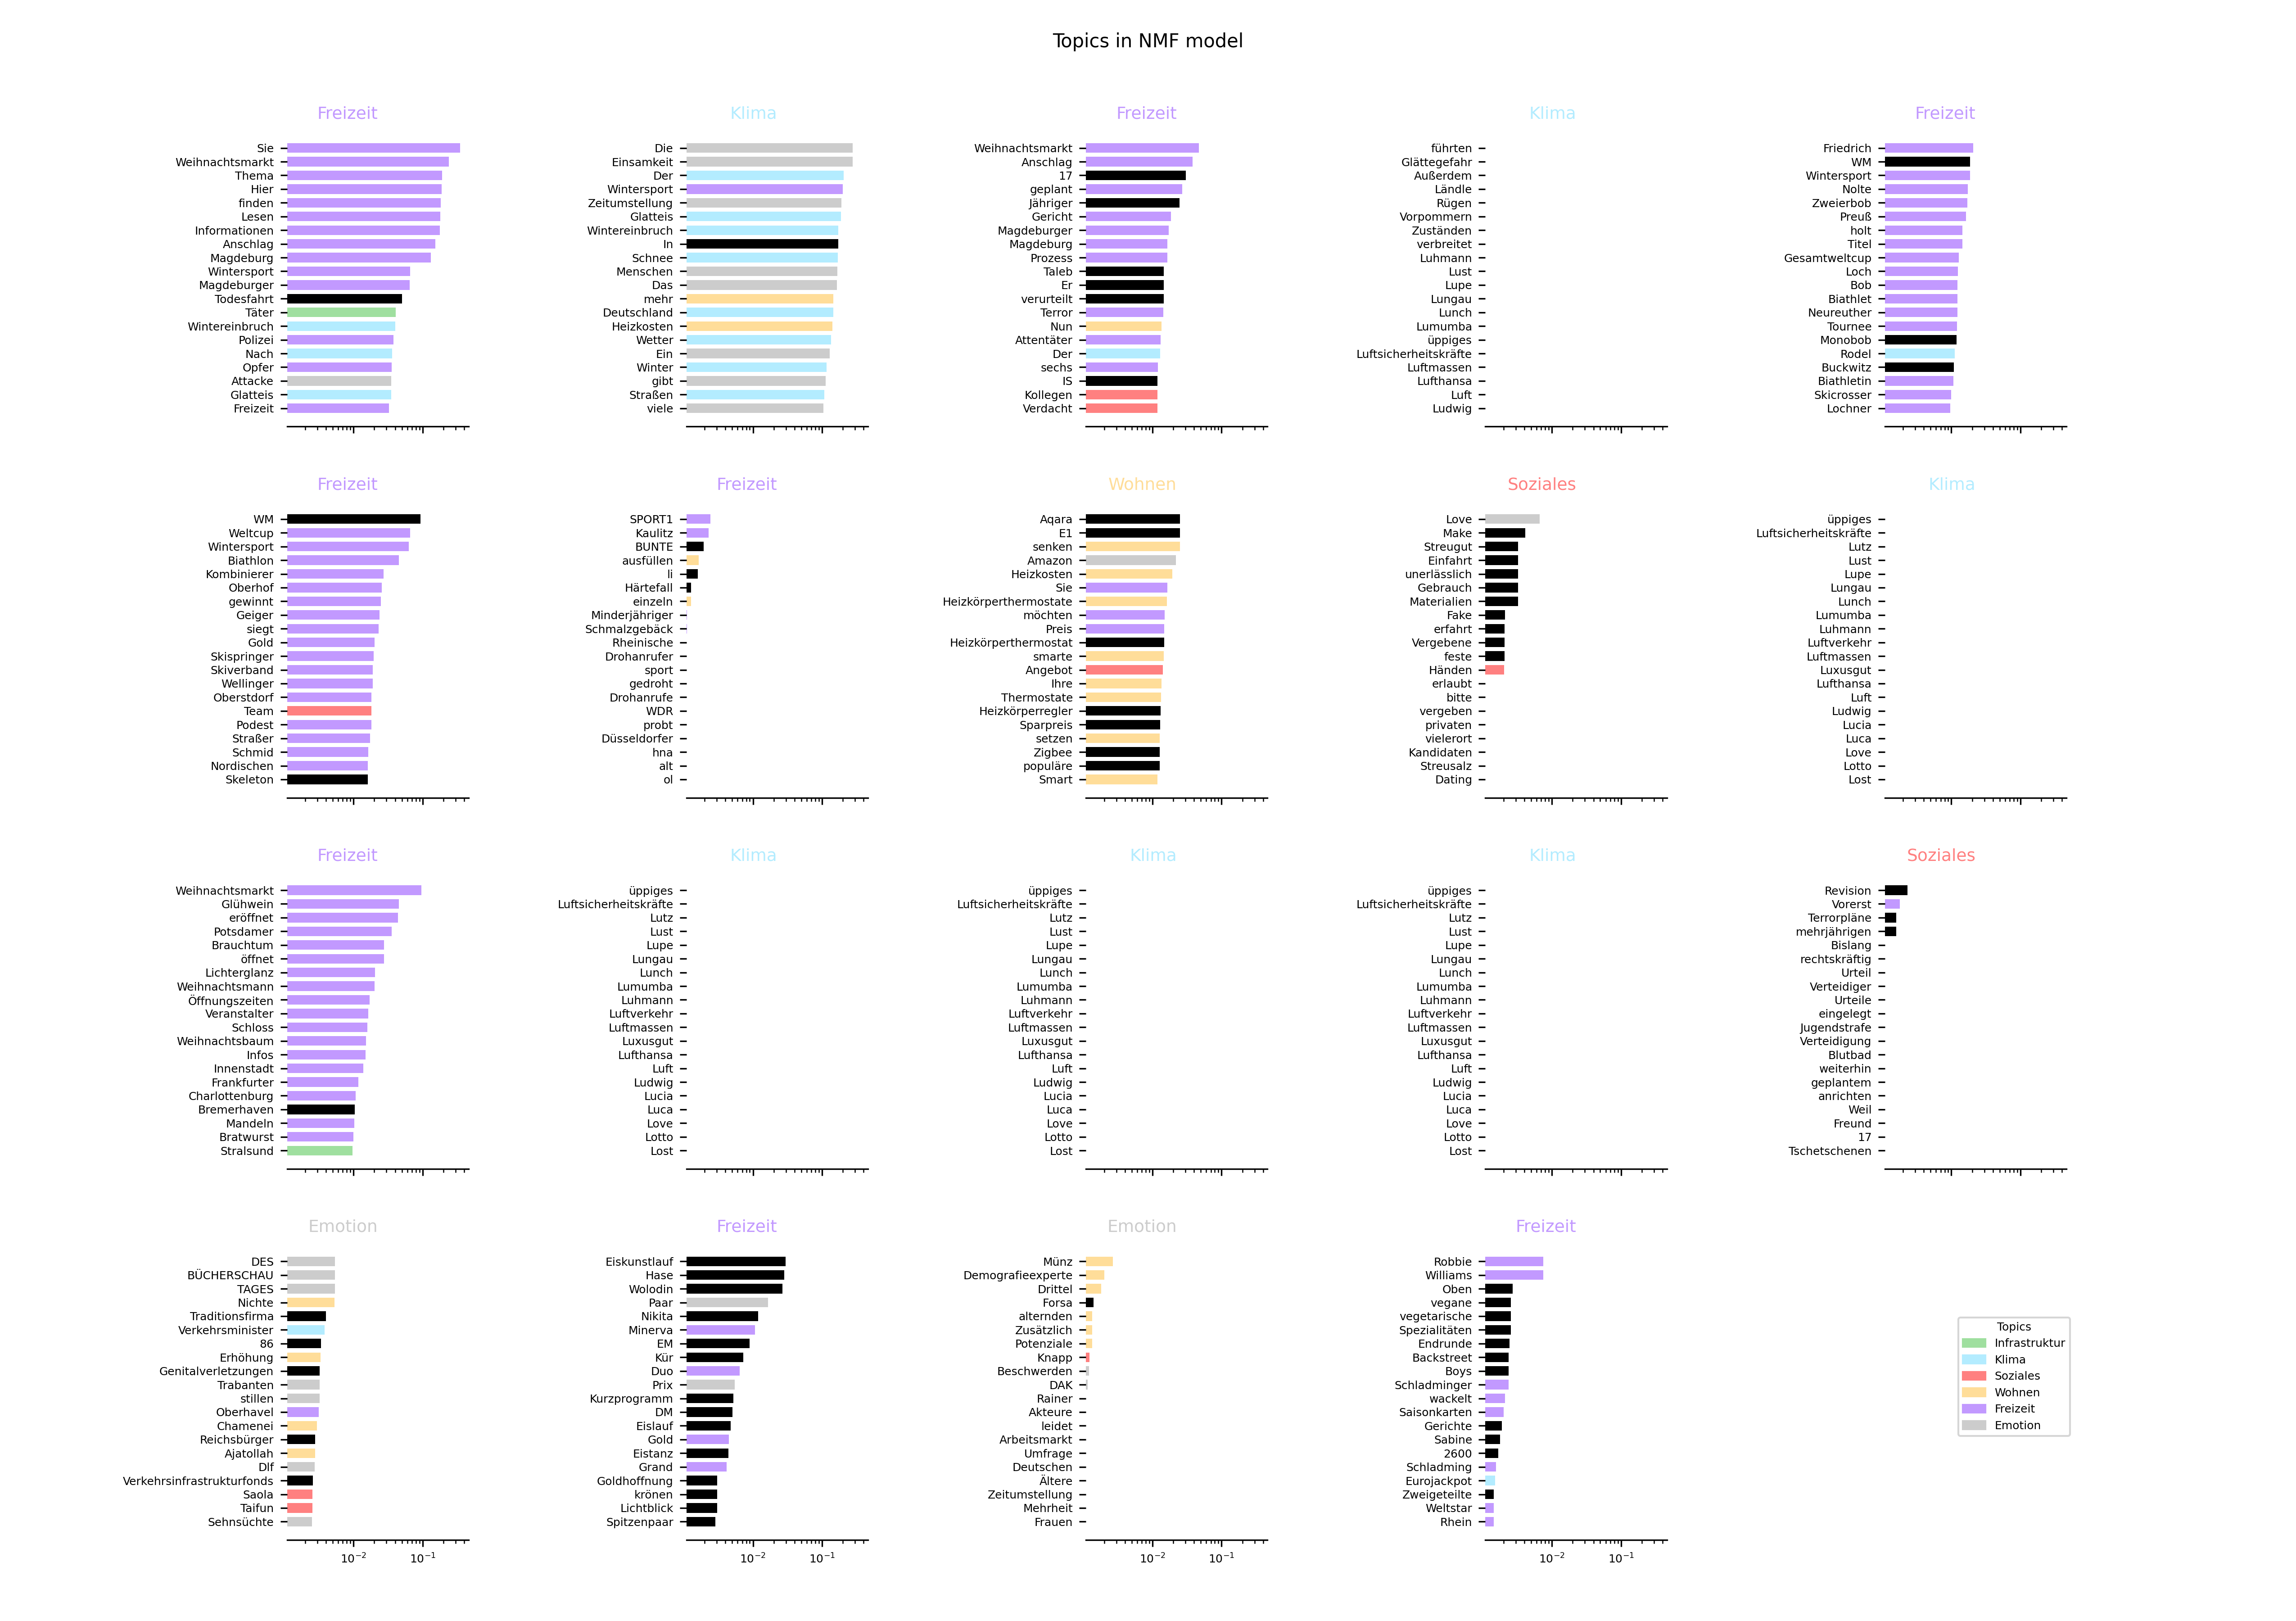 Topics in NMF model
Freizeit
Sie
Weihnachtsmarkt
Thema
Hier
finden
Lesen
Informationen
Anschlag
Magdeburg
Wintersport
Magdeburger
Todesfahrt
Täter
Wintereinbruch
Polizei
Nach
Opfer
Attacke
Glatteis
Freizeit
Klima
Die
Einsamkeit
Der
Wintersport
Zeitumstellung
Glatteis
Wintereinbruch
In
Schnee
Menschen
Das
mehr
Deutschland
Heizkosten
Wetter
Ein
Winter
gibt
Straßen
viele
Freizeit
Weihnachtsmarkt
Anschlag
17
geplant
Jähriger
Gericht
Magdeburger
Magdeburg
Prozess
Taleb
Er
verurteilt
Terror
Nun
Attentäter
Der
sechs
IS
Kollegen
Verdacht
Klima
führten
Glättegefahr
Außerdem
Ländle
Rügen
Vorpommern
Zuständen
verbreitet
Luhmann
Lust
Lupe
Lungau
Lunch
Lumumba
üppiges
Luftsicherheitskräfte
Luftmassen
Lufthansa
Luft
Ludwig
Freizeit
Friedrich
WM
Wintersport
Nolte
Zweierbob
Preuß
holt
Titel
Gesamtweltcup
Loch
Bob
Biathlet
Neureuther
Tournee
Monobob
Rodel
Buckwitz
Biathletin
Skicrosser
Lochner
Freizeit
WM
Weltcup
Wintersport
Biathlon
Kombinierer
Oberhof
gewinnt
Geiger
siegt
Gold
Skispringer
Skiverband
Wellinger
Oberstdorf
Team
Podest
Straßer
Schmid
Nordischen
Skeleton
Freizeit
SPORT1
Kaulitz
BUNTE
ausfüllen
li
Härtefall
einzeln
Minderjähriger
Schmalzgebäck
Rheinische
Drohanrufer
sport
gedroht
Drohanrufe
WDR
probt
Düsseldorfer
hna
alt
ol
Wohnen
Aqara
E1
senken
Amazon
Heizkosten
Sie
Heizkörperthermostate
möchten
Preis
Heizkörperthermostat
smarte
Angebot
Ihre
Thermostate
Heizkörperregler
Sparpreis
setzen
Zigbee
populäre
Smart
Soziales
Love
Make
Streugut
Einfahrt
unerlässlich
Gebrauch
Materialien
Fake
erfahrt
Vergebene
feste
Händen
erlaubt
bitte
vergeben
privaten
vielerort
Kandidaten
Streusalz
Dating
Klima
üppiges
Luftsicherheitskräfte
Lutz
Lust
Lupe
Lungau
Lunch
Lumumba
Luhmann
Luftverkehr
Luftmassen
Luxusgut
Lufthansa
Luft
Ludwig
Lucia
Luca
Love
Lotto
Lost
Freizeit
Weihnachtsmarkt
Glühwein
eröffnet
Potsdamer
Brauchtum
öffnet
Lichterglanz
Weihnachtsmann
Öffnungszeiten
Veranstalter
Schloss
Weihnachtsbaum
Infos
Innenstadt
Frankfurter
Charlottenburg
Bremerhaven
Mandeln
Bratwurst
Stralsund
Klima
üppiges
Luftsicherheitskräfte
Lutz
Lust
Lupe
Lungau
Lunch
Lumumba
Luhmann
Luftverkehr
Luftmassen
Luxusgut
Lufthansa
Luft
Ludwig
Lucia
Luca
Love
Lotto
Lost
Klima
üppiges
Luftsicherheitskräfte
Lutz
Lust
Lupe
Lungau
Lunch
Lumumba
Luhmann
Luftverkehr
Luftmassen
Luxusgut
Lufthansa
Luft
Ludwig
Lucia
Luca
Love
Lotto
Lost
Klima
üppiges
Luftsicherheitskräfte
Lutz
Lust
Lupe
Lungau
Lunch
Lumumba
Luhmann
Luftverkehr
Luftmassen
Luxusgut
Lufthansa
Luft
Ludwig
Lucia
Luca
Love
Lotto
Lost
Soziales
Revision
Vorerst
Terrorpläne
mehrjährigen
Bislang
rechtskräftig
Urteil
Verteidiger
Urteile
eingelegt
Jugendstrafe
Verteidigung
Blutbad
weiterhin
geplantem
anrichten
Weil
Freund
17
Tschetschenen
Emotion
DES
BÜCHERSCHAU
TAGES
Nichte
Traditionsfirma
Verkehrsminister
86
Erhöhung
Genitalverletzungen
Trabanten
stillen
Oberhavel
Chamenei
Reichsbürger
Ajatollah
Dlf
Verkehrsinfrastrukturfonds
Saola
Taifun
Sehnsüchte
10⁻² 10⁻¹
Freizeit
Eiskunstlauf
Hase
Wolodin
Paar
Nikita
Minerva
EM
Kür
Duo
Prix
Kurzprogramm
DM
Eislauf
Gold
Eistanz
Grand
Goldhoffnung
krönen
Lichtblick
Spitzenpaar
10⁻² 10⁻¹
Emotion
Münz
Demografieexperte
Drittel
Forsa
alternden
Zusätzlich
Potenziale
Knapp
Beschwerden
DAK
Rainer
Akteure
leidet
Arbeitsmarkt
Umfrage
Deutschen
Ältere
Zeitumstellung
Mehrheit
Frauen
10⁻² 10⁻¹
Freizeit
Robbie
Williams
Oben
vegane
vegetarische
Spezialitäten
Endrunde
Backstreet
Boys
Schladminger
wackelt
Saisonkarten
Gerichte
Sabine
2600
Schladming
Eurojackpot
Zweigeteilte
Weltstar
Rhein
10⁻² 10⁻¹
Topics
Infrastruktur
Klima
Soziales
Wohnen
Freizeit
Emotion